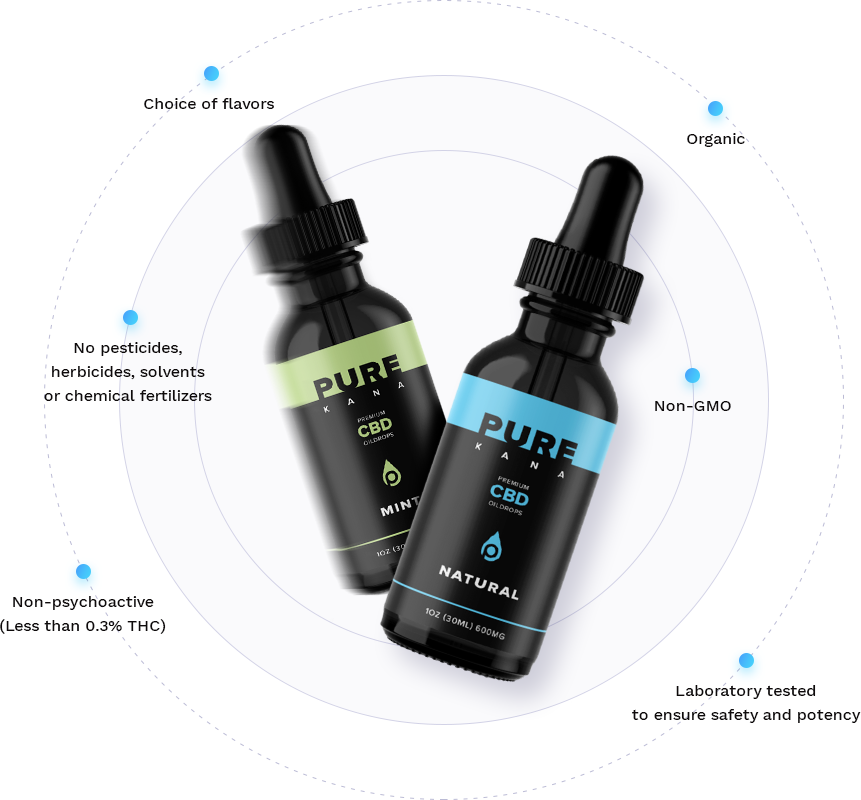 Choice of flavors
Organic
No pesticides,
herbicides, solvents
or chemical fertilizers
Non-GMO
PURE
KANA
PREMIUM
CBD
OILDROPS
MINT
1OZ (30
PURE
KANA
PREMIUM
CBD
OILDROPS
NATURAL
1OZ (30ML) 600MG
Non-psychoactive
(Less than 0.3% THC)
Laboratory tested
to ensure safety and potency